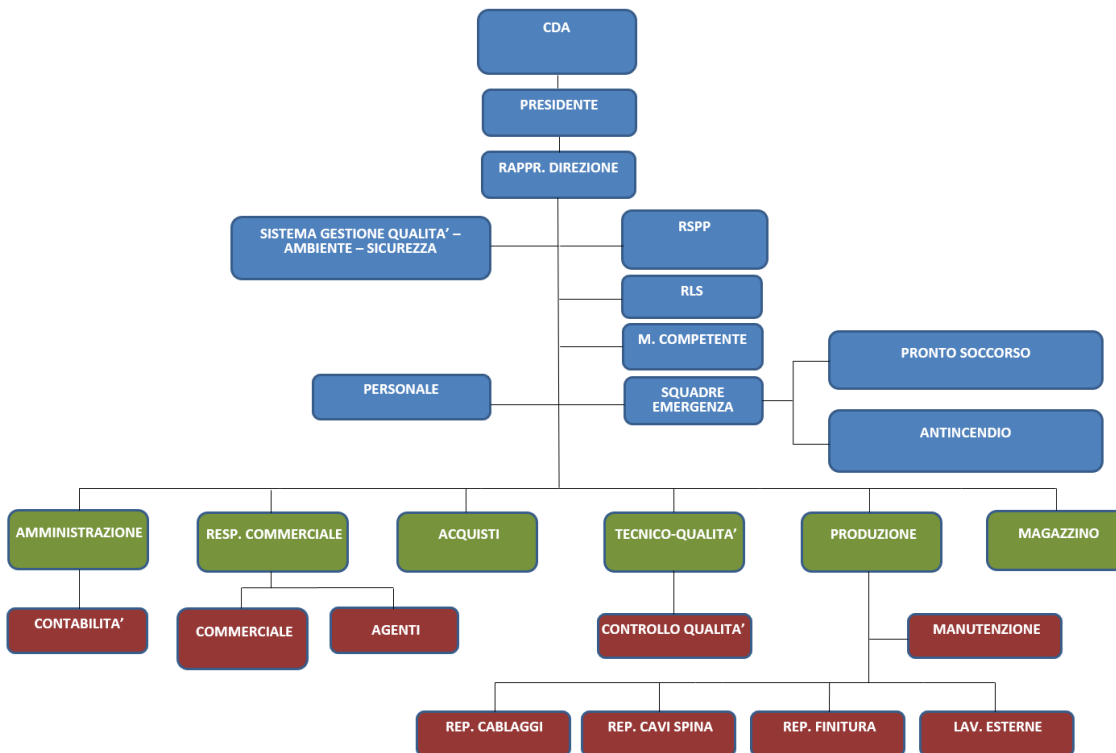 CDA
PRESIDENTE
RAPPR. DIREZIONE
SISTEMA GESTIONE QUALITA’ –
AMBIENTE – SICUREZZA
RSPP
RLS
M. COMPETENTE
PERSONALE
SQUADRE
EMERGENZA
PRONTO SOCCORSO
ANTINCENDIO
AMMINISTRAZIONE
RESP. COMMERCIALE
ACQUISTI
TECNICO-QUALITA’
PRODUZIONE
MAGAZZINO
CONTABILITA’
COMMERCIALE
AGENTI
CONTROLLO QUALITA’
MANUTENZIONE
REP. CABLAGGI
REP. CAVI SPINA
REP. FINITURA
LAV. ESTERNE